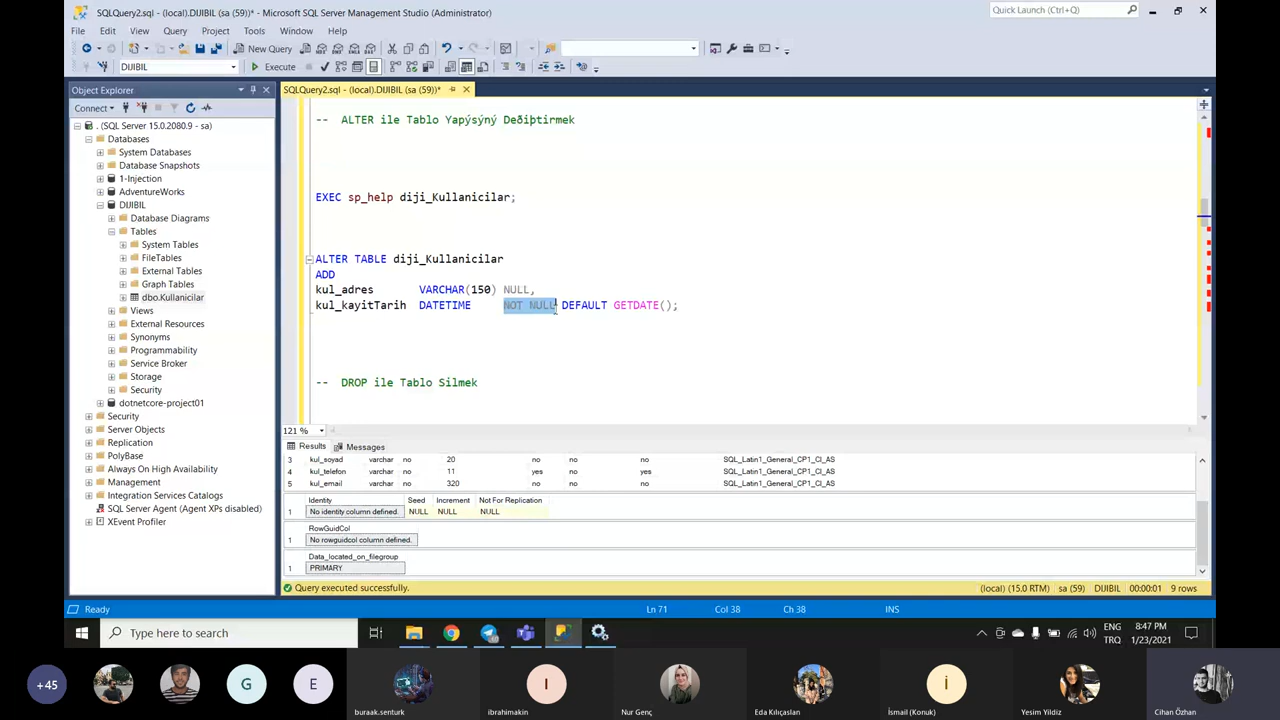 SQLQuery2.sql - (local).DIJIBIL (sa (59))* - Microsoft SQL Server Management Studio (Administrator)
Quick Launch (Ctrl+Q)
File Edit View Query Project Tools Window Help
New Query
DIJIBIL
Execute
Object Explorer
SQLQuery2.sql - (local).DIJIBIL (sa (59))*
Connect
. (SQL Server 15.0.2080.9 - sa)
Databases
System Databases
Database Snapshots
1-Injection
AdventureWorks
DIJIBIL
Database Diagrams
Tables
System Tables
FileTables
External Tables
Graph Tables
dbo.Kullanicilar
Views
External Resources
Synonyms
Programmability
Service Broker
Storage
Security
dotnetcore-project01
Security
Server Objects
Replication
PolyBase
Always On High Availability
Management
Integration Services Catalogs
SQL Server Agent (Agent XPs disabled)
XEvent Profiler
-- ALTER ile Tablo Yapýsýný Deðiþtirmek
EXEC sp_help diji_Kullanicilar;
ALTER TABLE diji_Kullanicilar
ADD
kul_adres VARCHAR(150) NULL,
kul_kayitTarih DATETIME NOT NULL DEFAULT GETDATE();
-- DROP ile Tablo Silmek
121 %
Results Messages
3 kul_soyad varchar no 20 no no no SQL_Latin1_General_CP1_CI_AS
4 kul_telefon varchar no 11 yes no yes SQL_Latin1_General_CP1_CI_AS
5 kul_email varchar no 320 no no no SQL_Latin1_General_CP1_CI_AS
Identity Seed Increment Not For Replication
1 No identity column defined. NULL NULL NULL
RowGuidCol
1 No rowguidcol column defined.
Data_located_on_filegroup
1 PRIMARY
Query executed successfully.
(local) (15.0 RTM) sa (59) DIJIBIL 00:00:01 9 rows
Ready
Ln 71 Col 38 Ch 38 INS
Type here to search
ENG
TRQ
8:47 PM
1/23/2021
+45
G
E
I
İ
buraak.senturk
ibrahimakin
Nur Genç
Eda Kılıçaslan
İsmail (Konuk)
Yesim Yildiz
Cihan Özhan